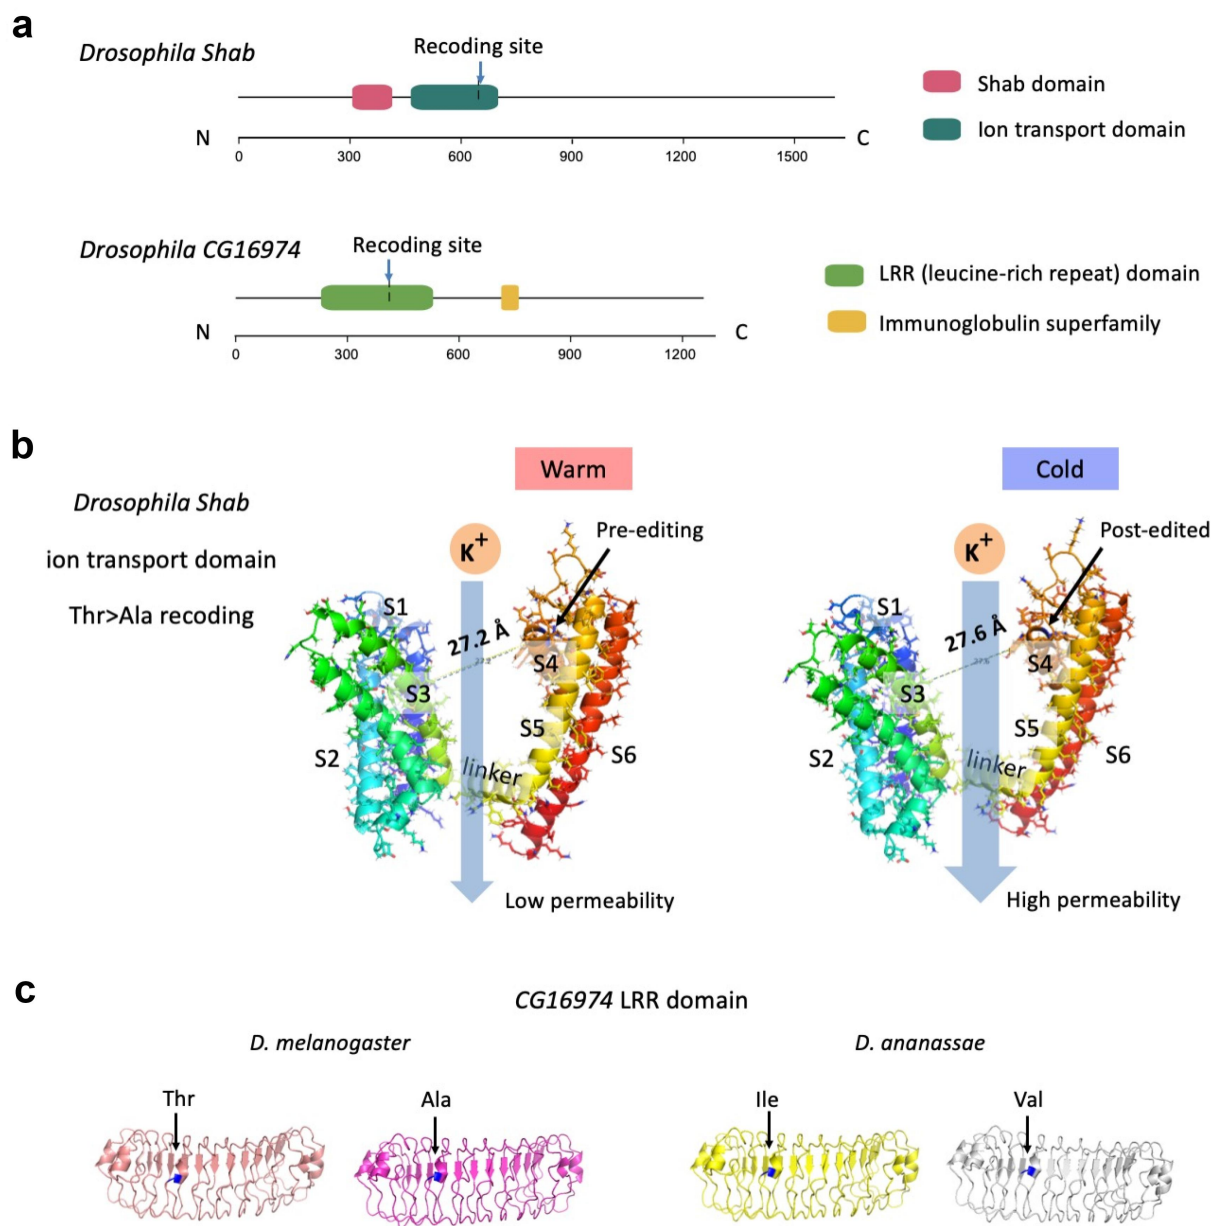 a
Drosophila Shab
Recoding site
Shab domain
Ion transport domain
N
C
0 300 600 900 1200 1500
Drosophila CG16974
Recoding site
LRR (leucine-rich repeat) domain
Immunoglobulin superfamily
N
C
0 300 600 900 1200
b
Warm
Cold
Drosophila Shab
ion transport domain
Thr>Ala recoding
K+
Pre-editing
S1
27.2 Å
S4
S3
S5
S2
S6
linker
Low permeability
K+
Post-edited
S1
27.6 Å
S4
S3
S5
S2
S6
linker
High permeability
c
CG16974 LRR domain
D. melanogaster
D. ananassae
Thr
Ala
Ile
Val